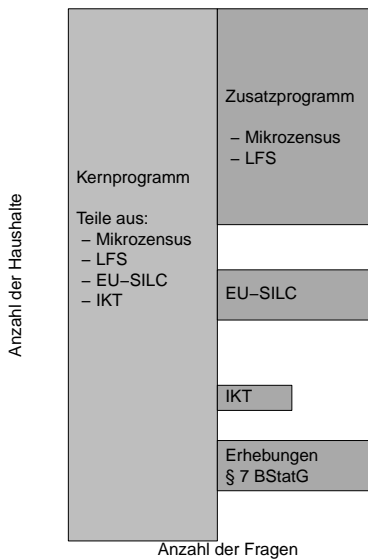 Anzahl der Haushalte
Kernprogramm
Teile aus:
− Mikrozensus
− LFS
− EU−SILC
− IKT
Zusatzprogramm
− Mikrozensus
− LFS
EU−SILC
IKT
Erhebungen
§ 7 BStatG
Anzahl der Fragen